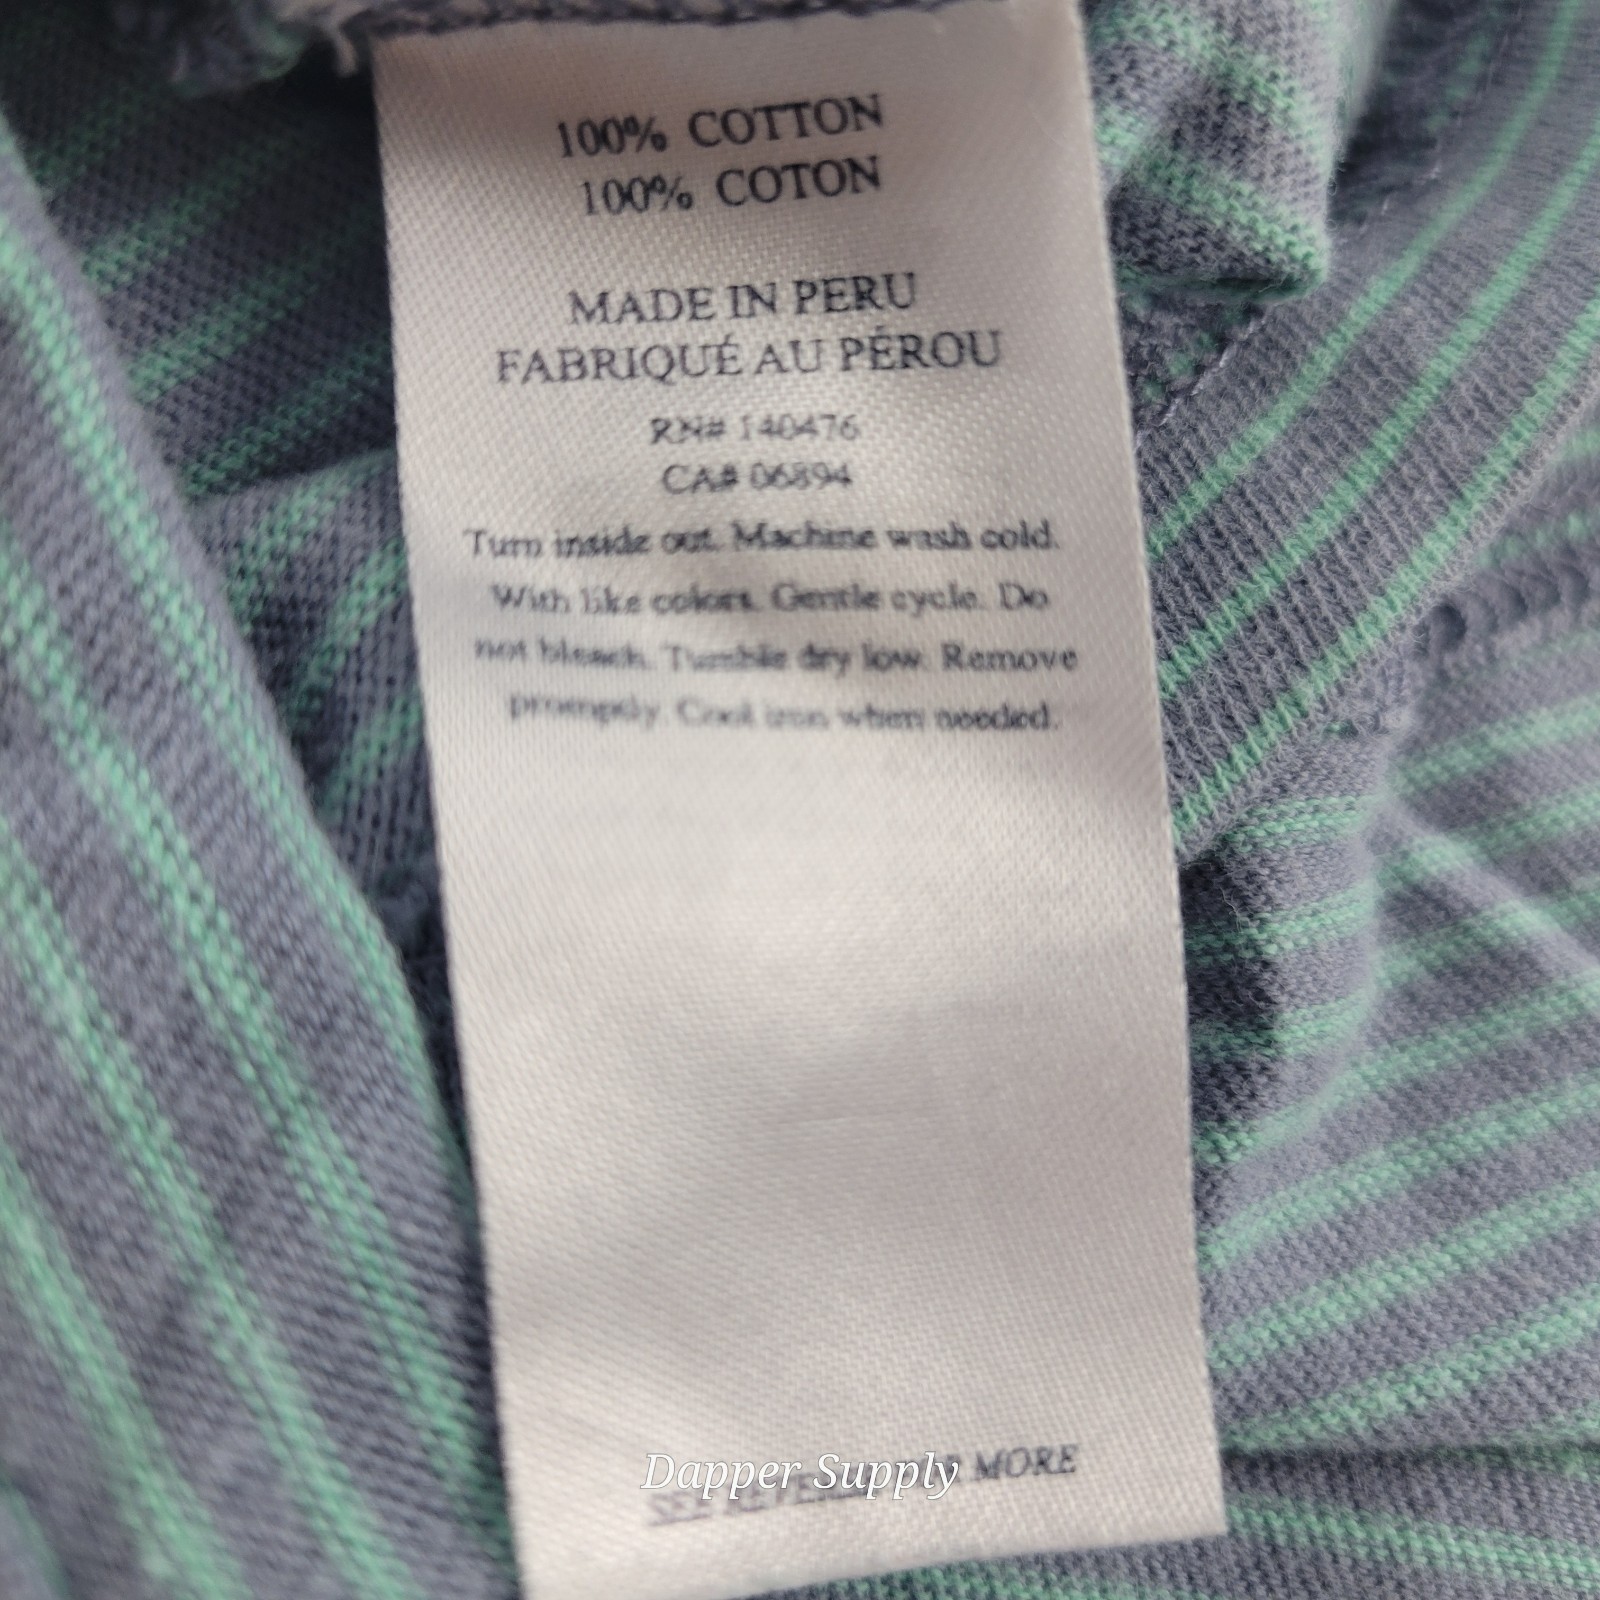 100% COTTON
100% COTON
MADE IN PERU
FABRIQUÉ AU PÉROU
RN# 140476
CA# 06894
Turn inside out. Machine wash cold.
With like colors. Gentle cycle. Do
not bleach. Tumble dry low. Remove
promptly. Cool iron when needed.
Dapper Supply
SEE REVERSE MORE